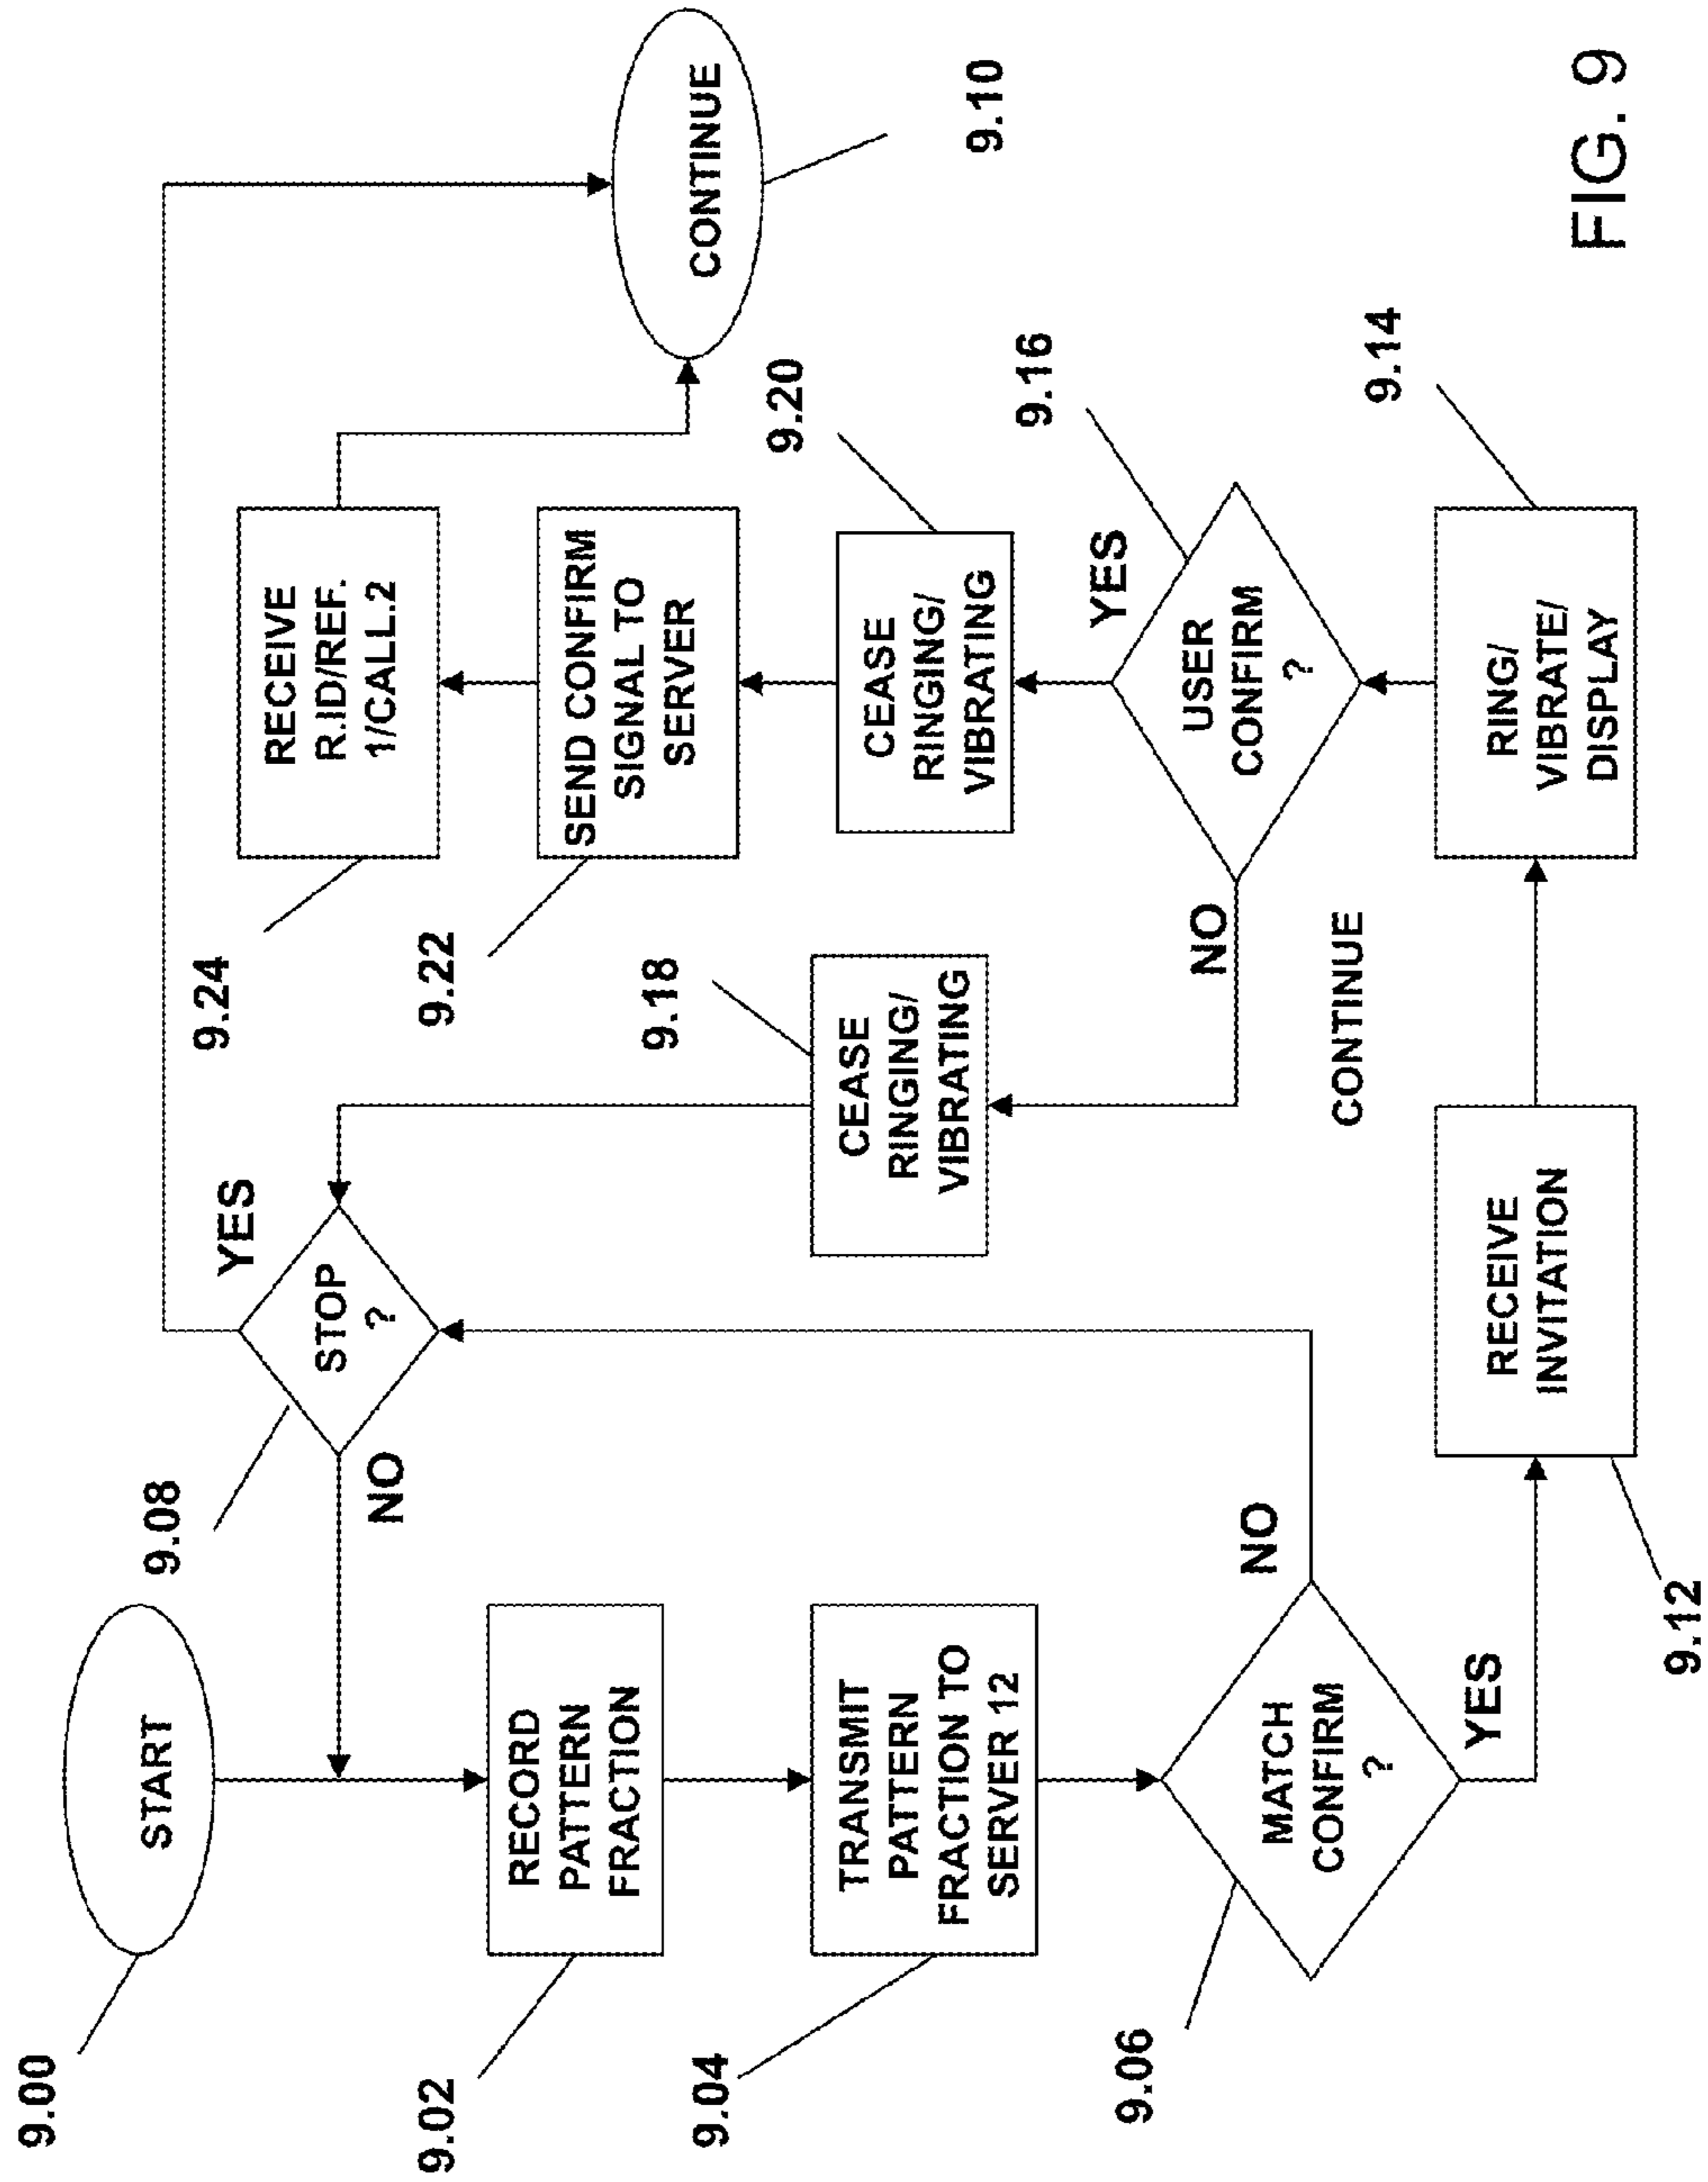 9.00
START
9.02
RECORD
PATTERN
FRACTION
9.04
TRANSMIT
PATTERN
FRACTION TO
SERVER 12
9.06
MATCH
CONFIRM
?
NO
YES
9.08
STOP
?
NO
YES
9.12
RECEIVE
INVITATION
CONTINUE
9.14
RING/
VIBRATE/
DISPLAY
9.16
USER
CONFIRM
?
NO
YES
9.18
CEASE
RINGING/
VIBRATING
9.20
CEASE
RINGING/
VIBRATING
9.22
SEND CONFIRM
SIGNAL TO
SERVER
9.24
RECEIVE
R.ID/REF.
1/CALL.2
CONTINUE
9.10
FIG. 9